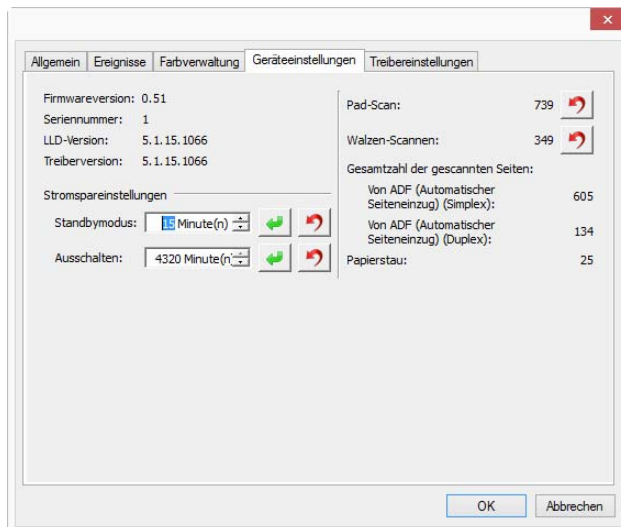 Allgemein Ereignisse Farbverwaltung Geräteeinstellungen Treibereinstellungen
Firmwareversion: 0.51
Seriennummer: 1
LLD-Version: 5.1.15.1066
Treiberversion: 5.1.15.1066
Stromspareinstellungen
Standbymodus: 15 Minute(n)
Ausschalten: 4320 Minute(n
Pad-Scan: 739
Walzen-Scannen: 349
Gesamtzahl der gescannten Seiten:
Von ADF (Automatischer
Seiteneinzug) (Simplex): 605
Von ADF (Automatischer
Seiteneinzug) (Duplex): 134
Papierstau: 25
OK Abbrechen